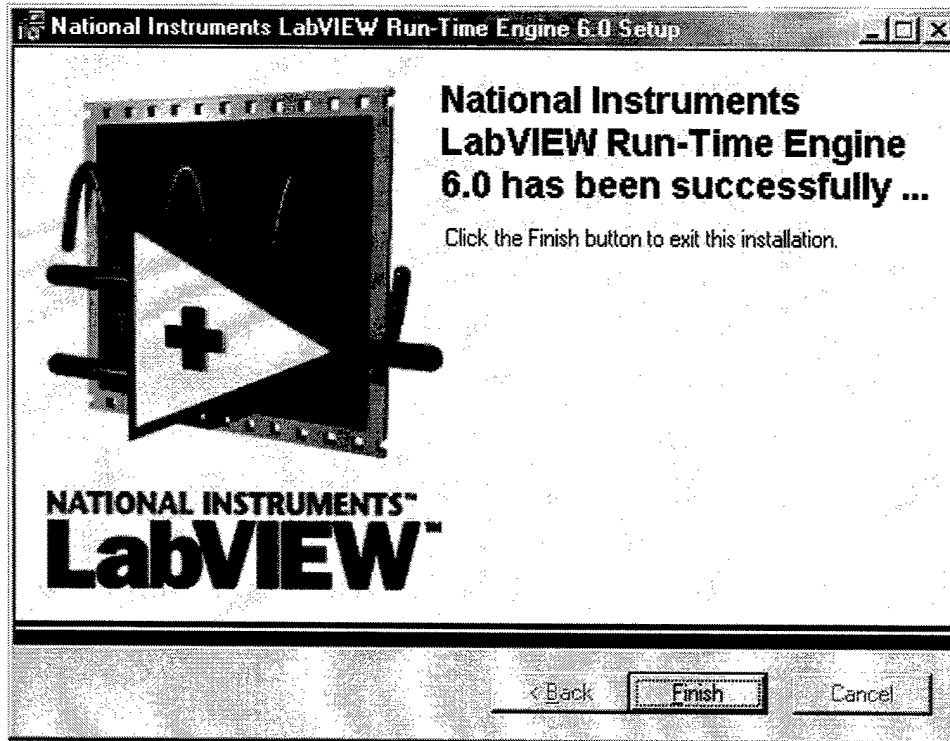 National Instruments LabVIEW Run-Time Engine 6.0 Setup
National Instruments
LabVIEW Run-Time Engine
6.0 has been successfully ...
Click the Finish button to exit this installation.
NATIONAL INSTRUMENTS™
LabVIEW™
< Back
Finish
Cancel